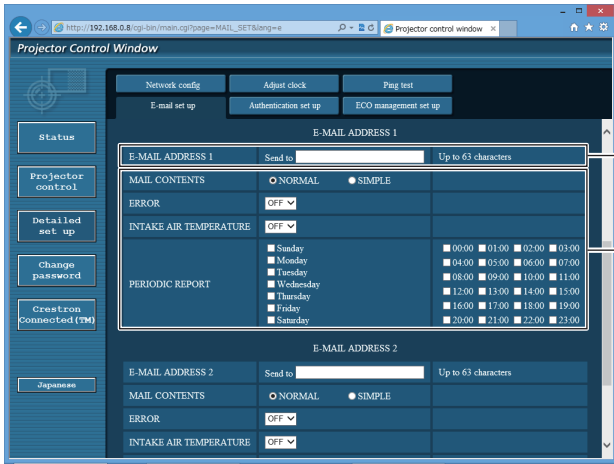 http://192.168.0.8/cgi-bin/main.cgi?page=MAIL_SET&lang=e
Projector control window
Projector Control Window
Network config Adjust clock Ping test
E-mail set up Authentication set up ECO management set up
Status
Projector control
Detailed set up
Change password
Crestron Connected(TM)
Japanese
E-MAIL ADDRESS 1
E-MAIL ADDRESS 1 Send to Up to 63 characters
MAIL CONTENTS NORMAL SIMPLE
ERROR OFF
INTAKE AIR TEMPERATURE OFF
PERIODIC REPORT
Sunday 00:00 01:00 02:00 03:00
Monday 04:00 05:00 06:00 07:00
Tuesday 08:00 09:00 10:00 11:00
Wednesday 12:00 13:00 14:00 15:00
Thursday 16:00 17:00 18:00 19:00
Friday 20:00 21:00 22:00 23:00
Saturday
E-MAIL ADDRESS 2
E-MAIL ADDRESS 2 Send to Up to 63 characters
MAIL CONTENTS NORMAL SIMPLE
ERROR OFF
INTAKE AIR TEMPERATURE OFF